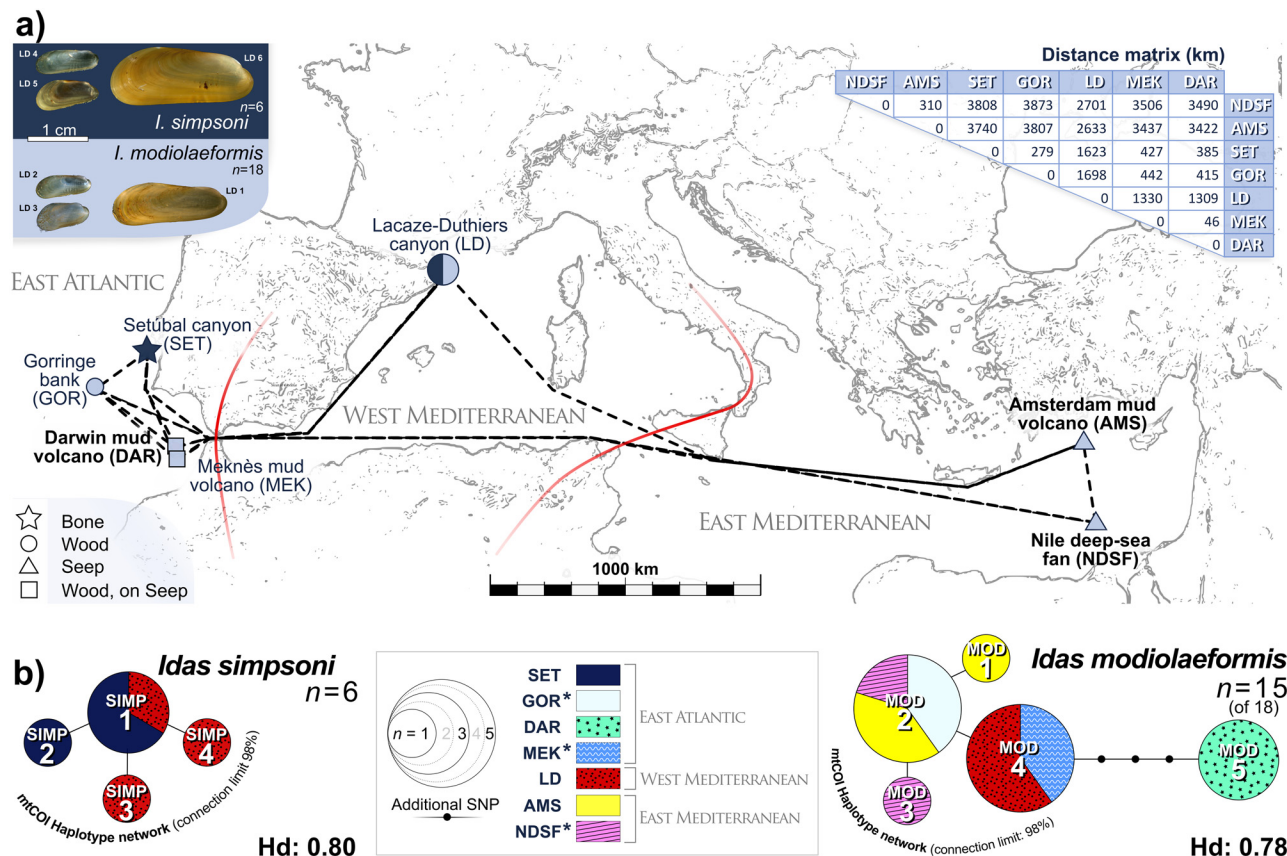 a)
LD 4
LD 5
LD 6
n=6
I. simpsoni
1 cm
I. modiolaeformis
n=18
LD 2
LD 3
LD 1
Distance matrix (km)
NDSF AMS SET GOR LD MEK DAR
0 310 3808 3873 2701 3506 3490 NDSF
0 3740 3807 2633 3437 3422 AMS
0 279 1623 427 385 SET
0 1698 442 415 GOR
0 1330 1309 LD
0 46 MEK
0 DAR
EAST ATLANTIC
Lacaze-Duthiers
canyon (LD)
Setúbal canyon
(SET)
Gorringe
bank
(GOR)
Darwin mud
volcano (DAR)
Meknès mud
volcano (MEK)
WEST MEDITERRANEAN
EAST MEDITERRANEAN
Amsterdam mud
volcano (AMS)
Nile deep-sea
fan (NDSF)
Bone
Wood
Seep
Wood, on Seep
1000 km
b)
Idas simpsoni
n=6
SIMP
1
SIMP
2
SIMP
3
SIMP
4
mtCOI Haplotype network (connection limit 98%)
Hd: 0.80
n = 1 2 3 4 5
Additional SNP
SET
GOR*
DAR
MEK*
EAST ATLANTIC
LD
WEST MEDITERRANEAN
AMS
NDSF*
EAST MEDITERRANEAN
Idas modiolaeformis
n=15
(of 18)
MOD
1
MOD
2
MOD
3
MOD
4
MOD
5
mtCOI Haplotype network (connection limit: 98%)
Hd: 0.78